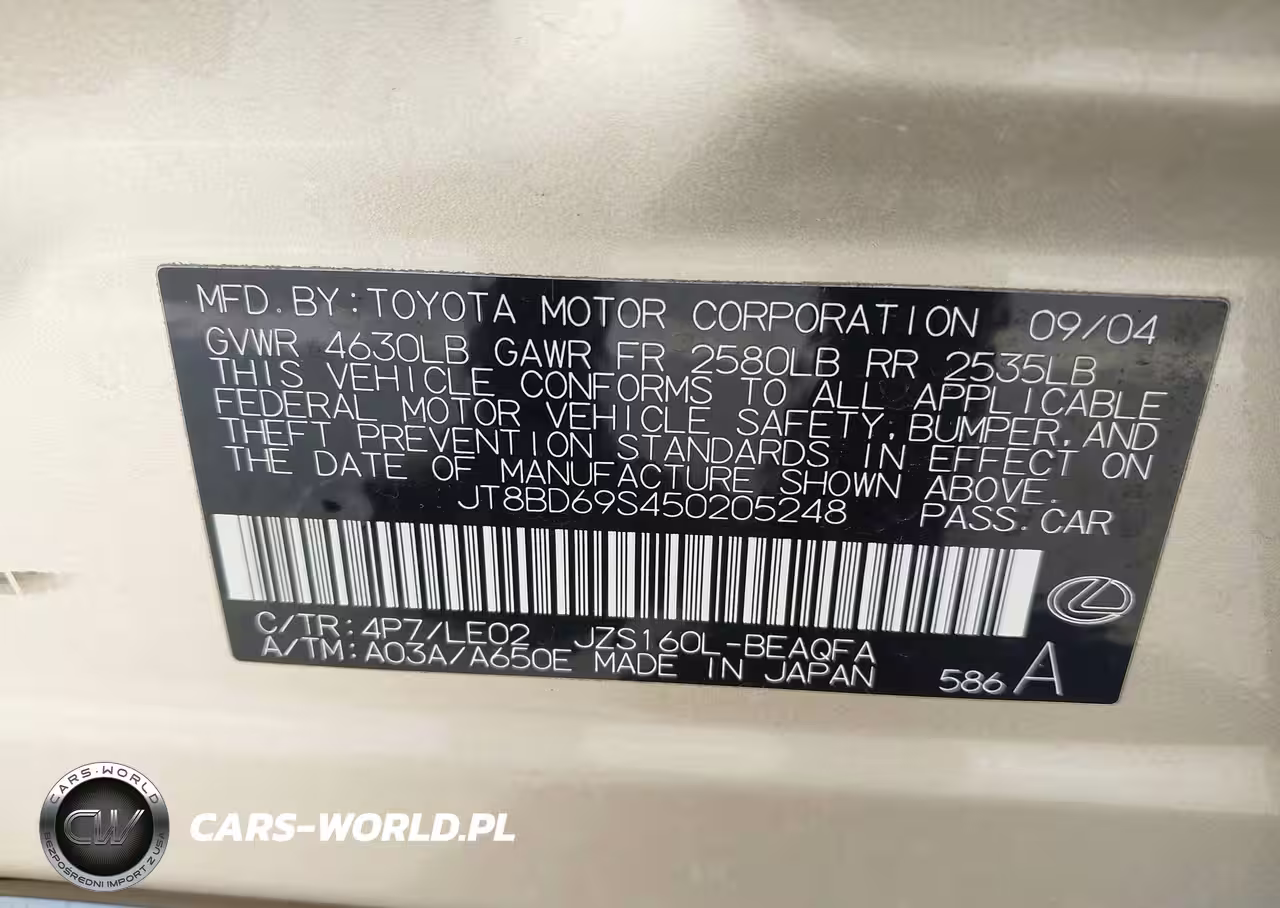 MFD. BY: TOYOTA MOTOR CORPORATION 09/04
GVWR 4630LB GAWR FR 2580LB RR 2535LB
THIS VEHICLE CONFORMS TO ALL APPLICABLE
FEDERAL MOTOR VEHICLE SAFETY, BUMPER, AND
THEFT PREVENTION STANDARDS IN EFFECT ON
THE DATE OF MANUFACTURE SHOWN ABOVE.
JT8BD69S450205248 PASS. CAR
C/TR: 4P7/LE02 JZS160L-BEAQFA
A/TM: A03A/A650E MADE IN JAPAN
586 A
CARS-WORLD
CW
BEZPOŚREDNI IMPORT Z USA
CARS-WORLD.PL